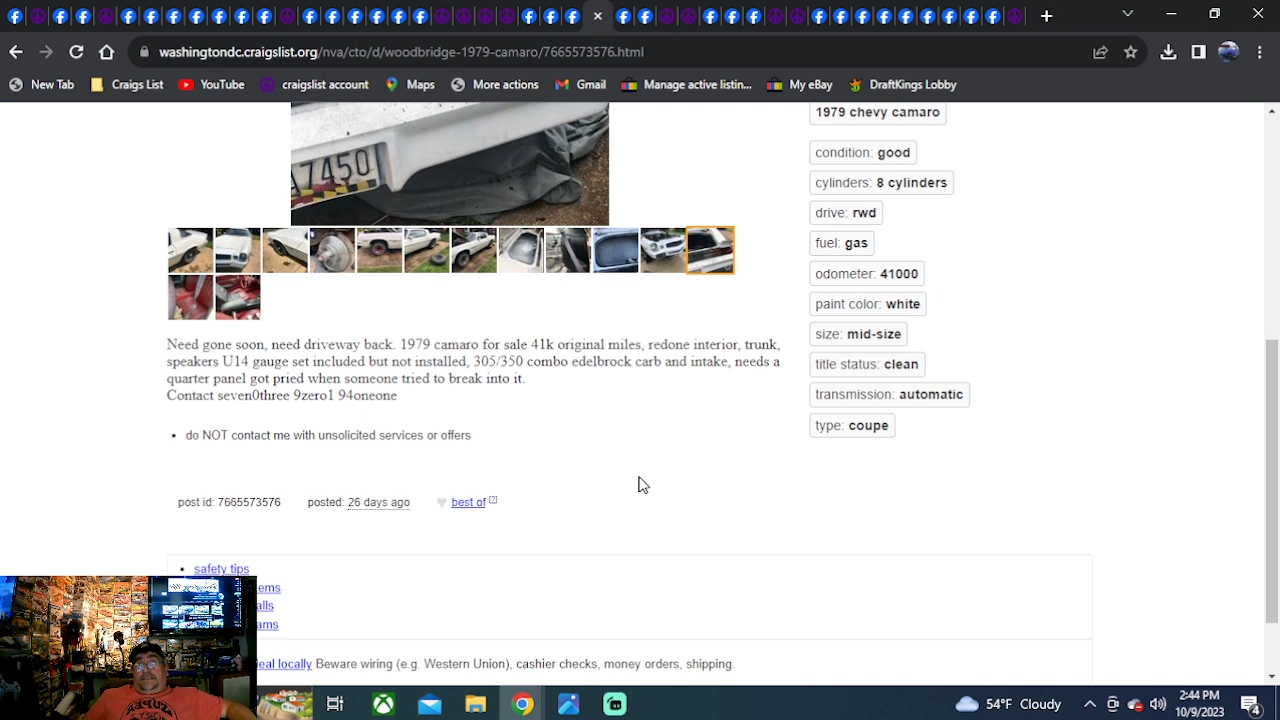 washingtondc.craigslist.org/nva/cto/d/woodbridge-1979-camaro/7665573576.html
New Tab Craigs List YouTube craigslist account Maps More actions Gmail Manage active listin... My eBay DraftKings Lobby
A7450
1979 chevy camaro
condition: good
cylinders: 8 cylinders
drive: rwd
fuel: gas
odometer: 41000
paint color: white
size: mid-size
title status: clean
transmission: automatic
type: coupe
Need gone soon, need driveway back. 1979 camaro for sale 41k original miles, redone interior, trunk,
speakers U14 gauge set included but not installed, 305/350 combo edelbrock carb and intake, needs a
quarter panel got pried when someone tried to break into it.
Contact seven0three 9zero1 94oneone
do NOT contact me with unsolicited services or offers
post id: 7665573576 posted: 26 days ago best of [?]
safety tips
ems
alls
ams
eal locally Beware wiring (e.g. Western Union), cashier checks, money orders, shipping.
54°F Cloudy
2:44 PM
10/9/2023
4